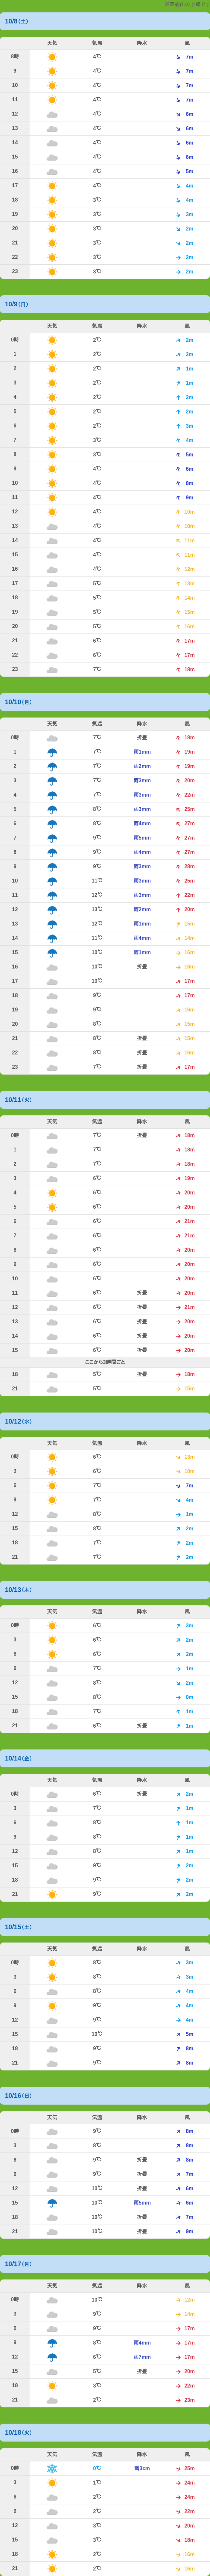 10/8(土)
天気 気温 降水 風
8時 4℃ 7m
9 4℃ 7m
10 4℃ 7m
11 4℃ 7m
12 4℃ 6m
13 4℃ 6m
14 4℃ 6m
15 4℃ 6m
16 4℃ 5m
17 4℃ 4m
18 3℃ 4m
19 3℃ 3m
20 3℃ 2m
21 3℃ 2m
22 3℃ 2m
23 3℃ 2m
10/9(日)
天気 気温 降水 風
0時 2℃ 2m
1 2℃ 2m
2 2℃ 1m
3 2℃ 1m
4 2℃ 2m
5 2℃ 2m
6 2℃ 3m
7 3℃ 4m
8 3℃ 5m
9 4℃ 6m
10 4℃ 8m
11 4℃ 9m
12 4℃ 10m
13 4℃ 10m
14 4℃ 11m
15 4℃ 11m
16 4℃ 12m
17 5℃ 13m
18 5℃ 14m
19 5℃ 15m
20 5℃ 16m
21 6℃ 17m
22 6℃ 17m
23 7℃ 18m
10/10(月)
天気 気温 降水 風
0時 7℃ 折畳 18m
1 7℃ 雨1mm 19m
2 7℃ 雨2mm 19m
3 7℃ 雨3mm 20m
4 7℃ 雨3mm 22m
5 8℃ 雨3mm 25m
6 8℃ 雨4mm 27m
7 9℃ 雨5mm 27m
8 9℃ 雨4mm 27m
9 9℃ 雨3mm 28m
10 11℃ 雨3mm 25m
11 12℃ 雨3mm 22m
12 13℃ 雨2mm 20m
13 12℃ 雨1mm 15m
14 11℃ 雨4mm 14m
15 10℃ 雨1mm 16m
16 10℃ 折畳 16m
17 10℃ 17m
18 9℃ 17m
19 9℃ 16m
20 8℃ 15m
21 8℃ 折畳 15m
22 8℃ 折畳 16m
23 7℃ 折畳 17m
10/11(火)
天気 気温 降水 風
0時 7℃ 折畳 18m
1 7℃ 18m
2 7℃ 18m
3 6℃ 19m
4 6℃ 20m
5 6℃ 20m
6 6℃ 21m
7 6℃ 21m
8 6℃ 20m
9 6℃ 20m
10 6℃ 20m
11 6℃ 折畳 20m
12 6℃ 折畳 21m
13 6℃ 折畳 20m
14 6℃ 折畳 20m
15 6℃ 折畳 20m
ここから3時間ごと
18 5℃ 折畳 18m
21 5℃ 15m
10/12(水)
天気 気温 降水 風
0時 6℃ 13m
3 6℃ 10m
6 7℃ 7m
9 7℃ 4m
12 8℃ 1m
15 8℃ 2m
18 7℃ 2m
21 7℃ 2m
10/13(木)
天気 気温 降水 風
0時 6℃ 3m
3 6℃ 2m
6 6℃ 2m
9 7℃ 1m
12 8℃ 2m
15 8℃ 0m
18 7℃ 1m
21 6℃ 折畳 1m
10/14(金)
天気 気温 降水 風
0時 6℃ 折畳 2m
3 7℃ 1m
6 8℃ 1m
9 8℃ 1m
12 8℃ 1m
15 9℃ 2m
18 9℃ 2m
21 9℃ 2m
10/15(土)
天気 気温 降水 風
0時 8℃ 3m
3 8℃ 3m
6 8℃ 4m
9 9℃ 4m
12 9℃ 4m
15 10℃ 5m
18 9℃ 8m
21 9℃ 8m
10/16(日)
天気 気温 降水 風
0時 9℃ 8m
3 8℃ 8m
6 9℃ 折畳 8m
9 9℃ 折畳 7m
12 10℃ 折畳 6m
15 10℃ 雨5mm 6m
18 10℃ 折畳 7m
21 10℃ 折畳 9m
10/17(月)
天気 気温 降水 風
0時 10℃ 12m
3 9℃ 14m
6 9℃ 17m
9 8℃ 雨4mm 17m
12 6℃ 雨7mm 17m
15 5℃ 折畳 20m
18 3℃ 22m
21 2℃ 23m
10/18(火)
天気 気温 降水 風
0時 0℃ 雪3cm 25m
3 1℃ 24m
6 2℃ 24m
9 2℃ 22m
12 3℃ 20m
15 3℃ 18m
18 2℃ 16m
21 2℃ 16m